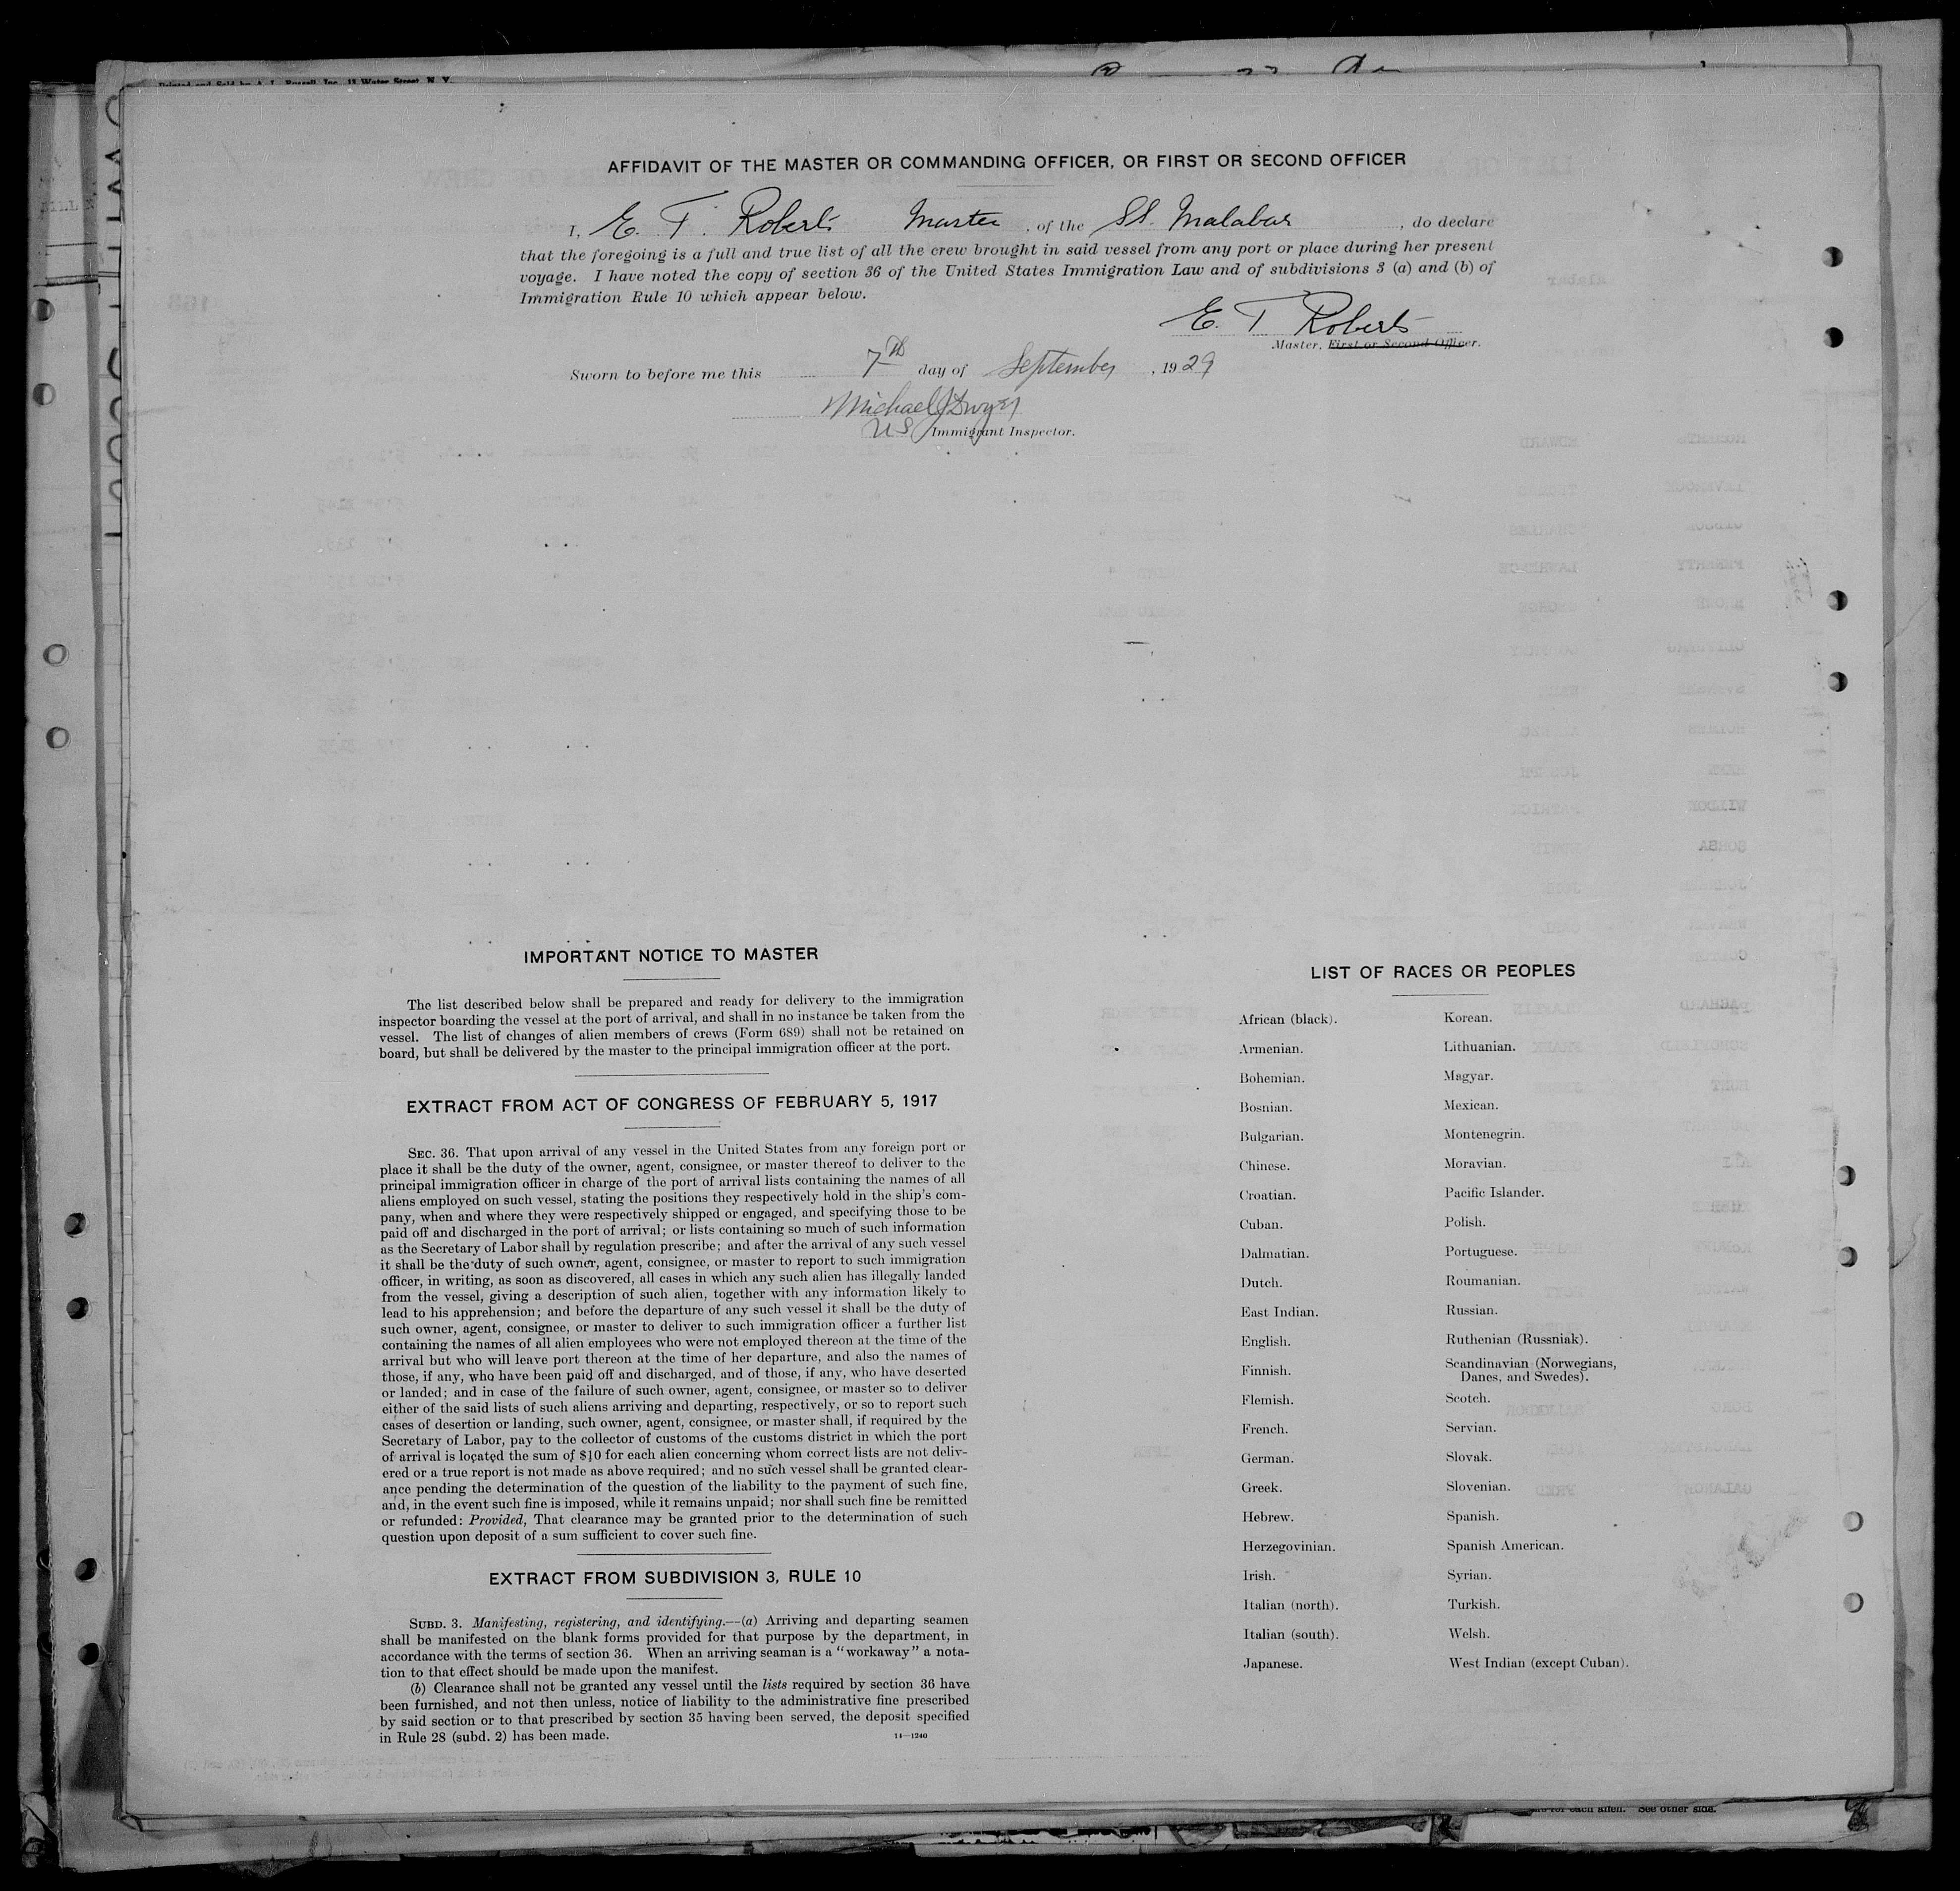 Printed and Sold by A. L. Russell, Inc., 13 Water Street, N. Y.
AFFIDAVIT OF THE MASTER OR COMMANDING OFFICER, OR FIRST OR SECOND OFFICER
I, E. T. Roberts Master, of the SS. Malabar, do declare
that the foregoing is a full and true list of all the crew brought in said vessel from any port or place during her present
voyage. I have noted the copy of section 36 of the United States Immigration Law and of subdivisions 3 (a) and (b) of
Immigration Rule 10 which appear below.
E. T Roberts
Master, First or Second Officer.
Sworn to before me this 7th day of September, 1929
Michael J Dwyer
US Immigrant Inspector.
IMPORTANT NOTICE TO MASTER
The list described below shall be prepared and ready for delivery to the immigration
inspector boarding the vessel at the port of arrival, and shall in no instance be taken from the
vessel. The list of changes of alien members of crews (Form 689) shall not be retained on
board, but shall be delivered by the master to the principal immigration officer at the port.
EXTRACT FROM ACT OF CONGRESS OF FEBRUARY 5, 1917
SEC. 36. That upon arrival of any vessel in the United States from any foreign port or
place it shall be the duty of the owner, agent, consignee, or master thereof to deliver to the
principal immigration officer in charge of the port of arrival lists containing the names of all
aliens employed on such vessel, stating the positions they respectively hold in the ship's com-
pany, when and where they were respectively shipped or engaged, and specifying those to be
paid off and discharged in the port of arrival; or lists containing so much of such information
as the Secretary of Labor shall by regulation prescribe; and after the arrival of any such vessel
it shall be the duty of such owner, agent, consignee, or master to report to such immigration
officer, in writing, as soon as discovered, all cases in which any such alien has illegally landed
from the vessel, giving a description of such alien, together with any information likely to
lead to his apprehension; and before the departure of any such vessel it shall be the duty of
such owner, agent, consignee, or master to deliver to such immigration officer a further list
containing the names of all alien employees who were not employed thereon at the time of the
arrival but who will leave port thereon at the time of her departure, and also the names of
those, if any, who have been paid off and discharged, and of those, if any, who have deserted
or landed; and in case of the failure of such owner, agent, consignee, or master so to deliver
either of the said lists of such aliens arriving and departing, respectively, or so to report such
cases of desertion or landing, such owner, agent, consignee, or master shall, if required by the
Secretary of Labor, pay to the collector of customs of the customs district in which the port
of arrival is located the sum of $10 for each alien concerning whom correct lists are not deliv-
ered or a true report is not made as above required; and no such vessel shall be granted clear-
ance pending the determination of the question of the liability to the payment of such fine,
and, in the event such fine is imposed, while it remains unpaid; nor shall such fine be remitted
or refunded: Provided, That clearance may be granted prior to the determination of such
question upon deposit of a sum sufficient to cover such fine.
EXTRACT FROM SUBDIVISION 3, RULE 10
SUBD. 3. Manifesting, registering, and identifying.—(a) Arriving and departing seamen
shall be manifested on the blank forms provided for that purpose by the department, in
accordance with the terms of section 36. When an arriving seaman is a "workaway" a nota-
tion to that effect should be made upon the manifest.
(b) Clearance shall not be granted any vessel until the lists required by section 36 have
been furnished, and not then unless, notice of liability to the administrative fine prescribed
by said section or to that prescribed by section 35 having been served, the deposit specified
in Rule 28 (subd. 2) has been made. 14—1240
LIST OF RACES OR PEOPLES
African (black).
Armenian.
Bohemian.
Bosnian.
Bulgarian.
Chinese.
Croatian.
Cuban.
Dalmatian.
Dutch.
East Indian.
English.
Finnish.
Flemish.
French.
German.
Greek.
Hebrew.
Herzegovinian.
Irish.
Italian (north).
Italian (south).
Japanese.
Korean.
Lithuanian.
Magyar.
Mexican.
Montenegrin.
Moravian.
Pacific Islander.
Polish.
Portuguese.
Roumanian.
Russian.
Ruthenian (Russniak).
Scandinavian (Norwegians,
Danes, and Swedes).
Scotch.
Servian.
Slovak.
Slovenian.
Spanish.
Spanish American.
Syrian.
Turkish.
Welsh.
West Indian (except Cuban).
for each alien. See other side.